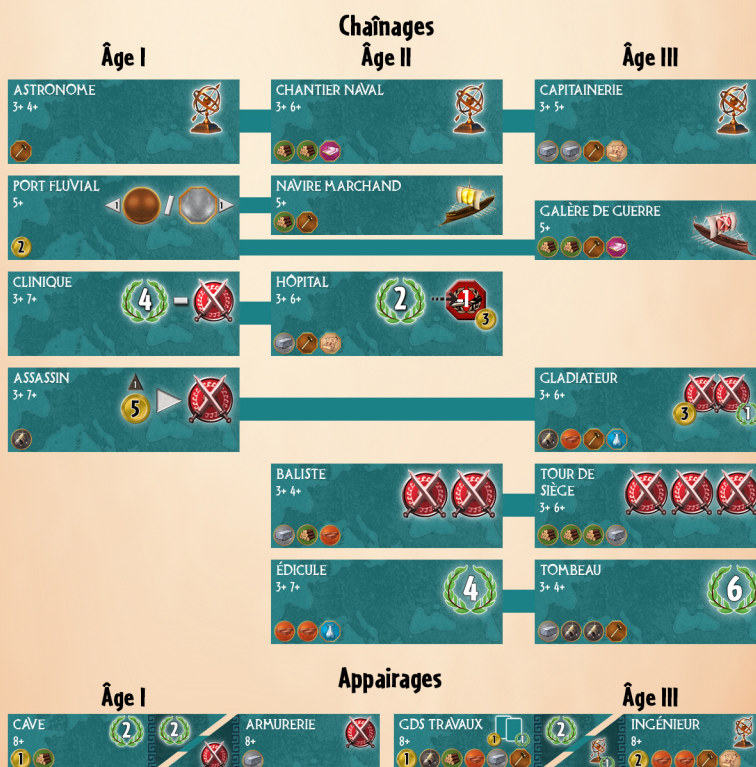 Chaînages
Âge I
Âge II
Âge III
ASTRONOME
3+ 4+
CHANTIER NAVAL
3+ 6+
CAPITAINERIE
3+ 5+
PORT FLUVIAL
5+
1 / 1
2
NAVIRE MARCHAND
5+
GALÈRE DE GUERRE
5+
CLINIQUE
3+ 7+
4 -
HÔPITAL
3+ 6+
2 1
3
ASSASSIN
3+ 7+
1
5
GLADIATEUR
3+ 6+
3 1
BALISTE
3+ 4+
TOUR DE
SIÈGE
3+ 6+
ÉDICULE
3+ 7+
4
TOMBEAU
3+ 4+
6
Appairages
Âge I
Âge III
CAVE
8+
2 2
1
ARMURERIE
8+
GDS TRAVAUX
8+
1 1
1
2
1
INGÉNIEUR
8+
2